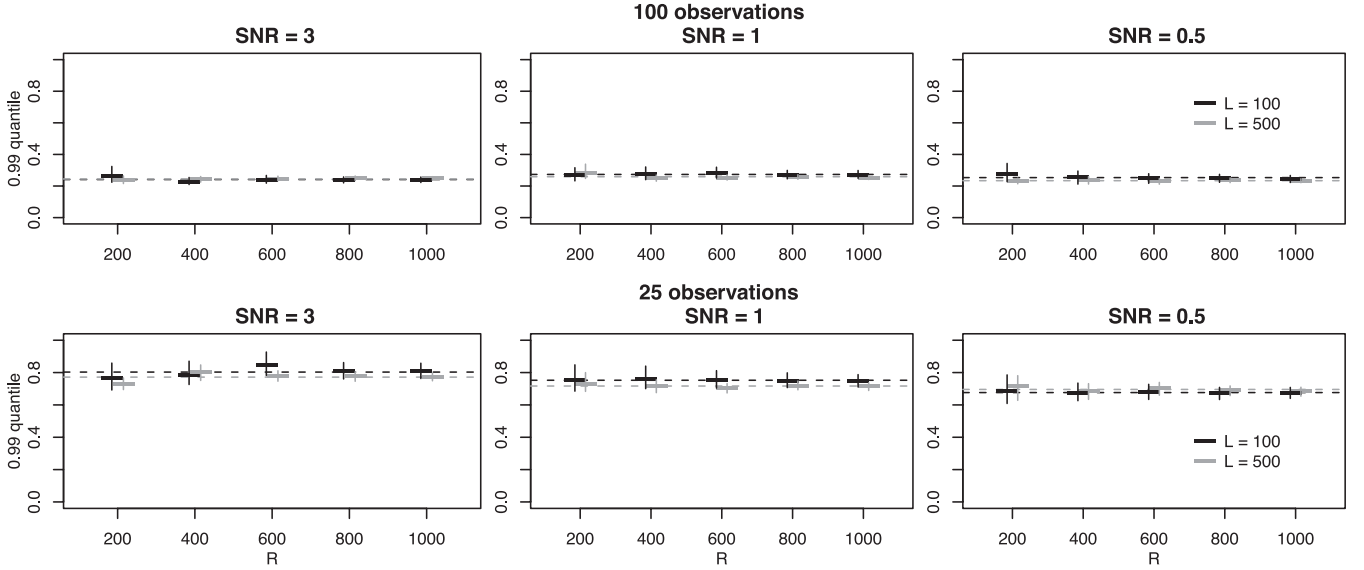 100 observations
SNR = 3
SNR = 1
SNR = 0.5
0.99 quantile
0.8
0.4
0.0
0.8
0.4
0.0
0.8
0.4
0.0
L = 100
L = 500
200 400 600 800 1000
200 400 600 800 1000
200 400 600 800 1000
25 observations
SNR = 3
SNR = 1
SNR = 0.5
0.99 quantile
0.8
0.4
0.0
0.8
0.4
0.0
0.8
0.4
0.0
L = 100
L = 500
200 400 600 800 1000
200 400 600 800 1000
200 400 600 800 1000
R
R
R